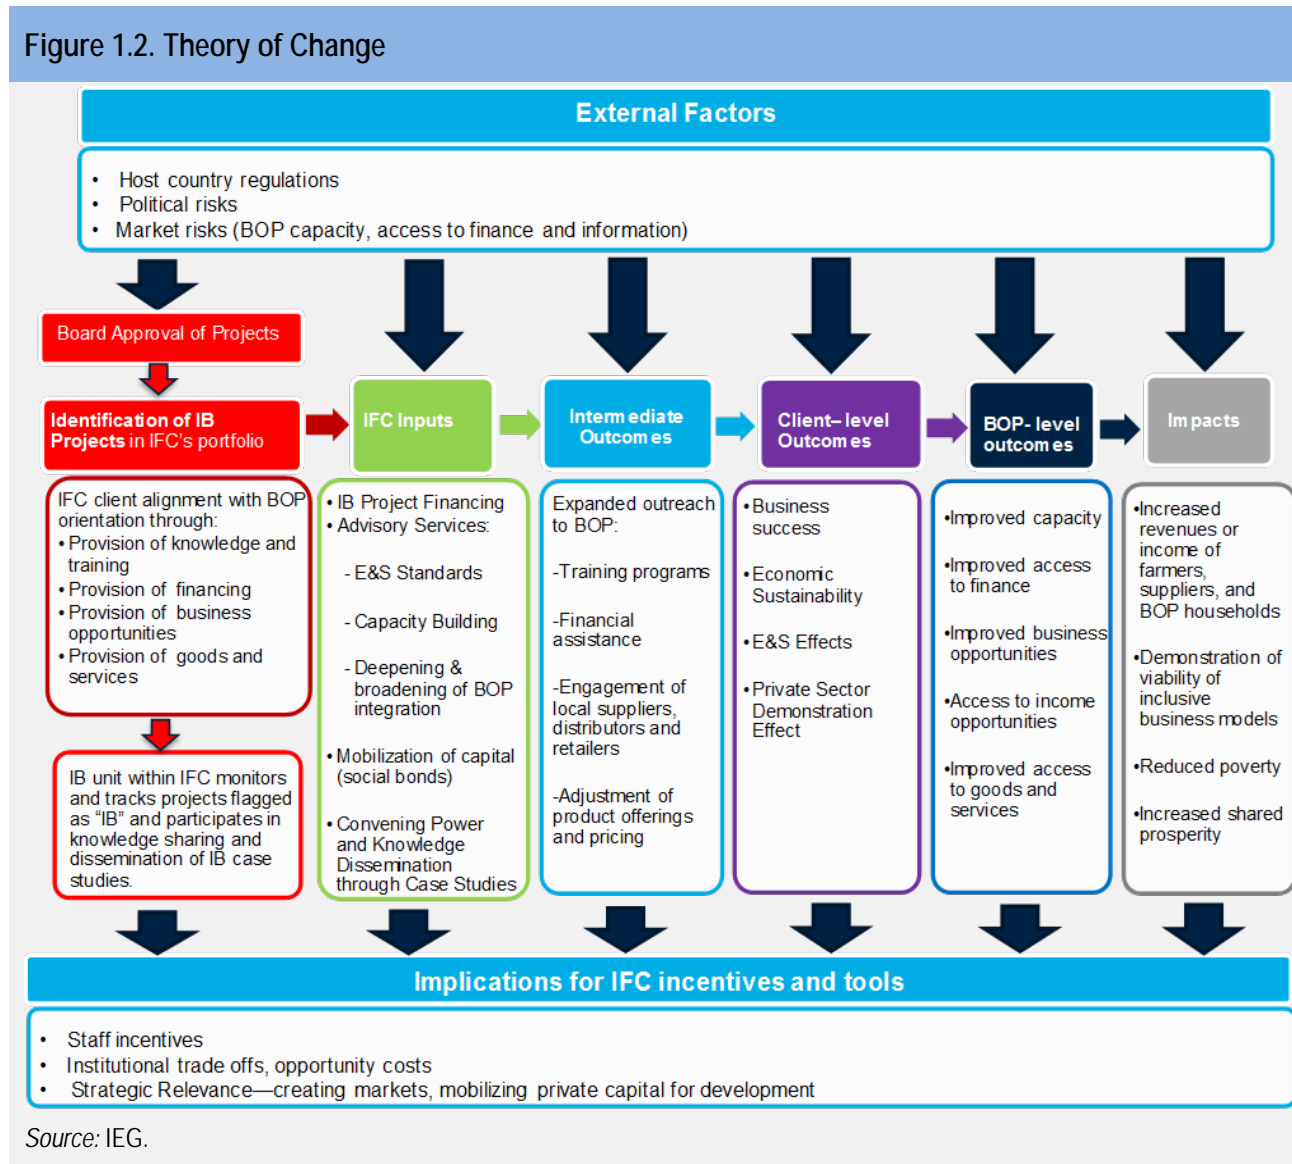 Figure 1.2. Theory of Change
External Factors
• Host country regulations
• Political risks
• Market risks (BOP capacity, access to finance and information)
Board Approval of Projects
Identification of IB
Projects in IFC's portfolio
IFC client alignment with BOP
orientation through:
• Provision of knowledge and
training
• Provision of financing
• Provision of business
opportunities
• Provision of goods and
services
IB unit within IFC monitors
and tracks projects flagged
as “IB” and participates in
knowledge sharing and
dissemination of IB case
studies.
IFC Inputs
• IB Project Financing
• Advisory Services:
- E&S Standards
- Capacity Building
- Deepening &
broadening of BOP
integration
• Mobilization of capital
(social bonds)
• Convening Power
and Knowledge
Dissemination
through Case Studies
Intermediate
Outcomes
Expanded outreach
to BOP:
-Training programs
-Financial
assistance
-Engagement of
local suppliers,
distributors and
retailers
-Adjustment of
product offerings
and pricing
Client–level
Outcomes
• Business
success
• Economic
Sustainability
• E&S Effects
• Private Sector
Demonstration
Effect
BOP- level
outcomes
•Improved capacity
•Improved access
to finance
•Improved business
opportunities
•Access to income
opportunities
•Improved access
to goods and
services
Impacts
•Increased
revenues or
income of
farmers,
suppliers, and
BOP households
•Demonstration of
viability of
inclusive
business models
•Reduced poverty
•Increased shared
prosperity
Implications for IFC incentives and tools
• Staff incentives
• Institutional trade offs, opportunity costs
• Strategic Relevance—creating markets, mobilizing private capital for development
Source: IEG.